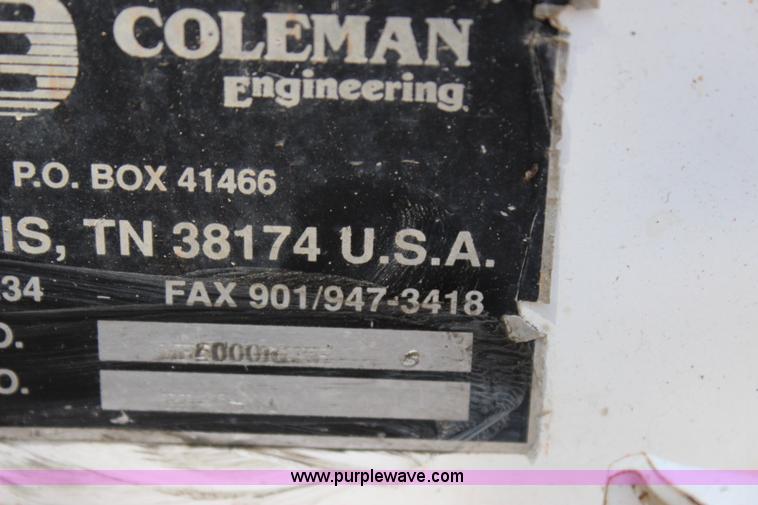 B COLEMAN
Engineering
P.O. BOX 41466
IS, TN 38174 U.S.A.
34 FAX 901/947-3418
O.
O.
www.purplewave.com